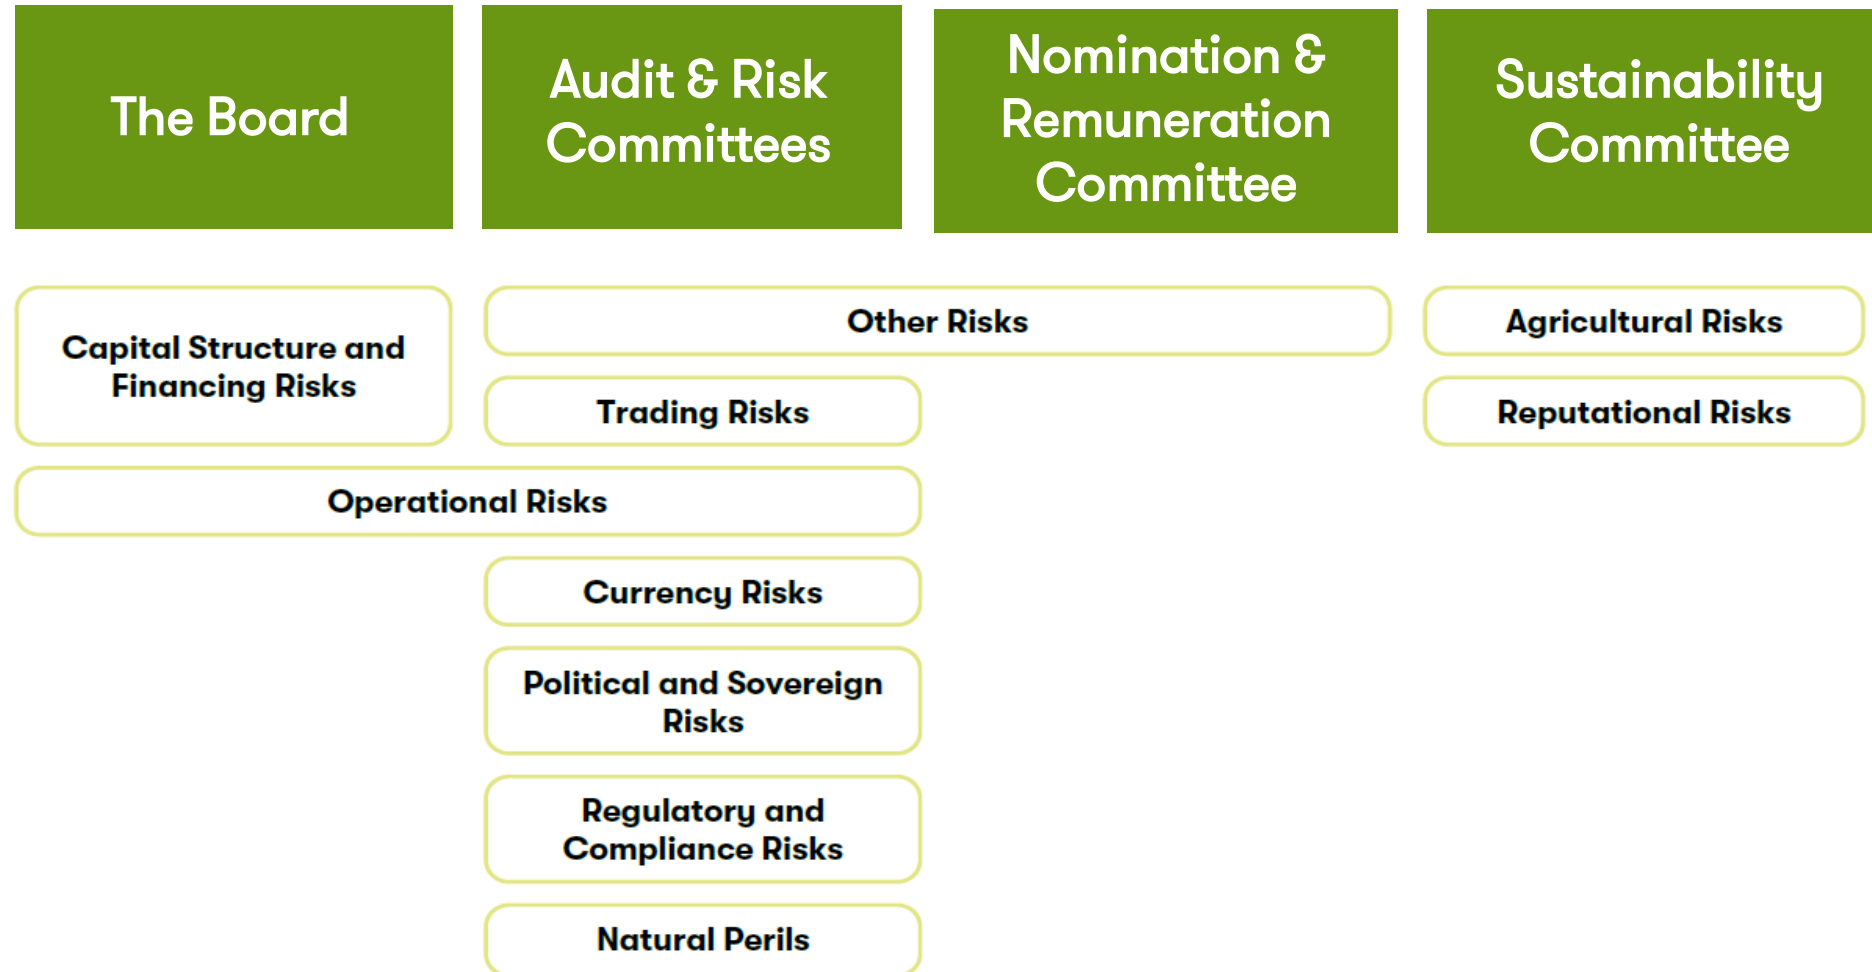 The Board
Audit & Risk
Committees
Nomination &
Remuneration
Committee
Sustainability
Committee
Capital Structure and
Financing Risks
Other Risks
Agricultural Risks
Trading Risks
Reputational Risks
Operational Risks
Currency Risks
Political and Sovereign
Risks
Regulatory and
Compliance Risks
Natural Perils